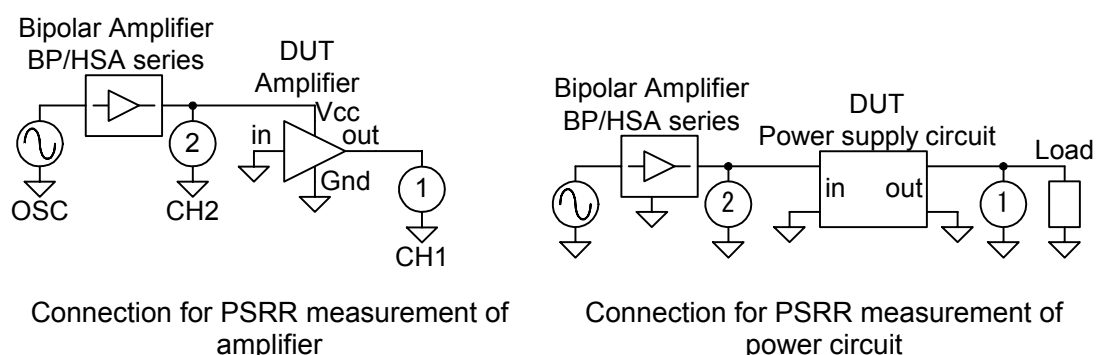 Bipolar Amplifier
BP/HSA series
DUT
Amplifier
Vcc
in
out
2
Gnd
1
OSC
CH2
CH1
Connection for PSRR measurement of
amplifier
Bipolar Amplifier
BP/HSA series
DUT
Power supply circuit
Load
in
out
2
1
Connection for PSRR measurement of
power circuit